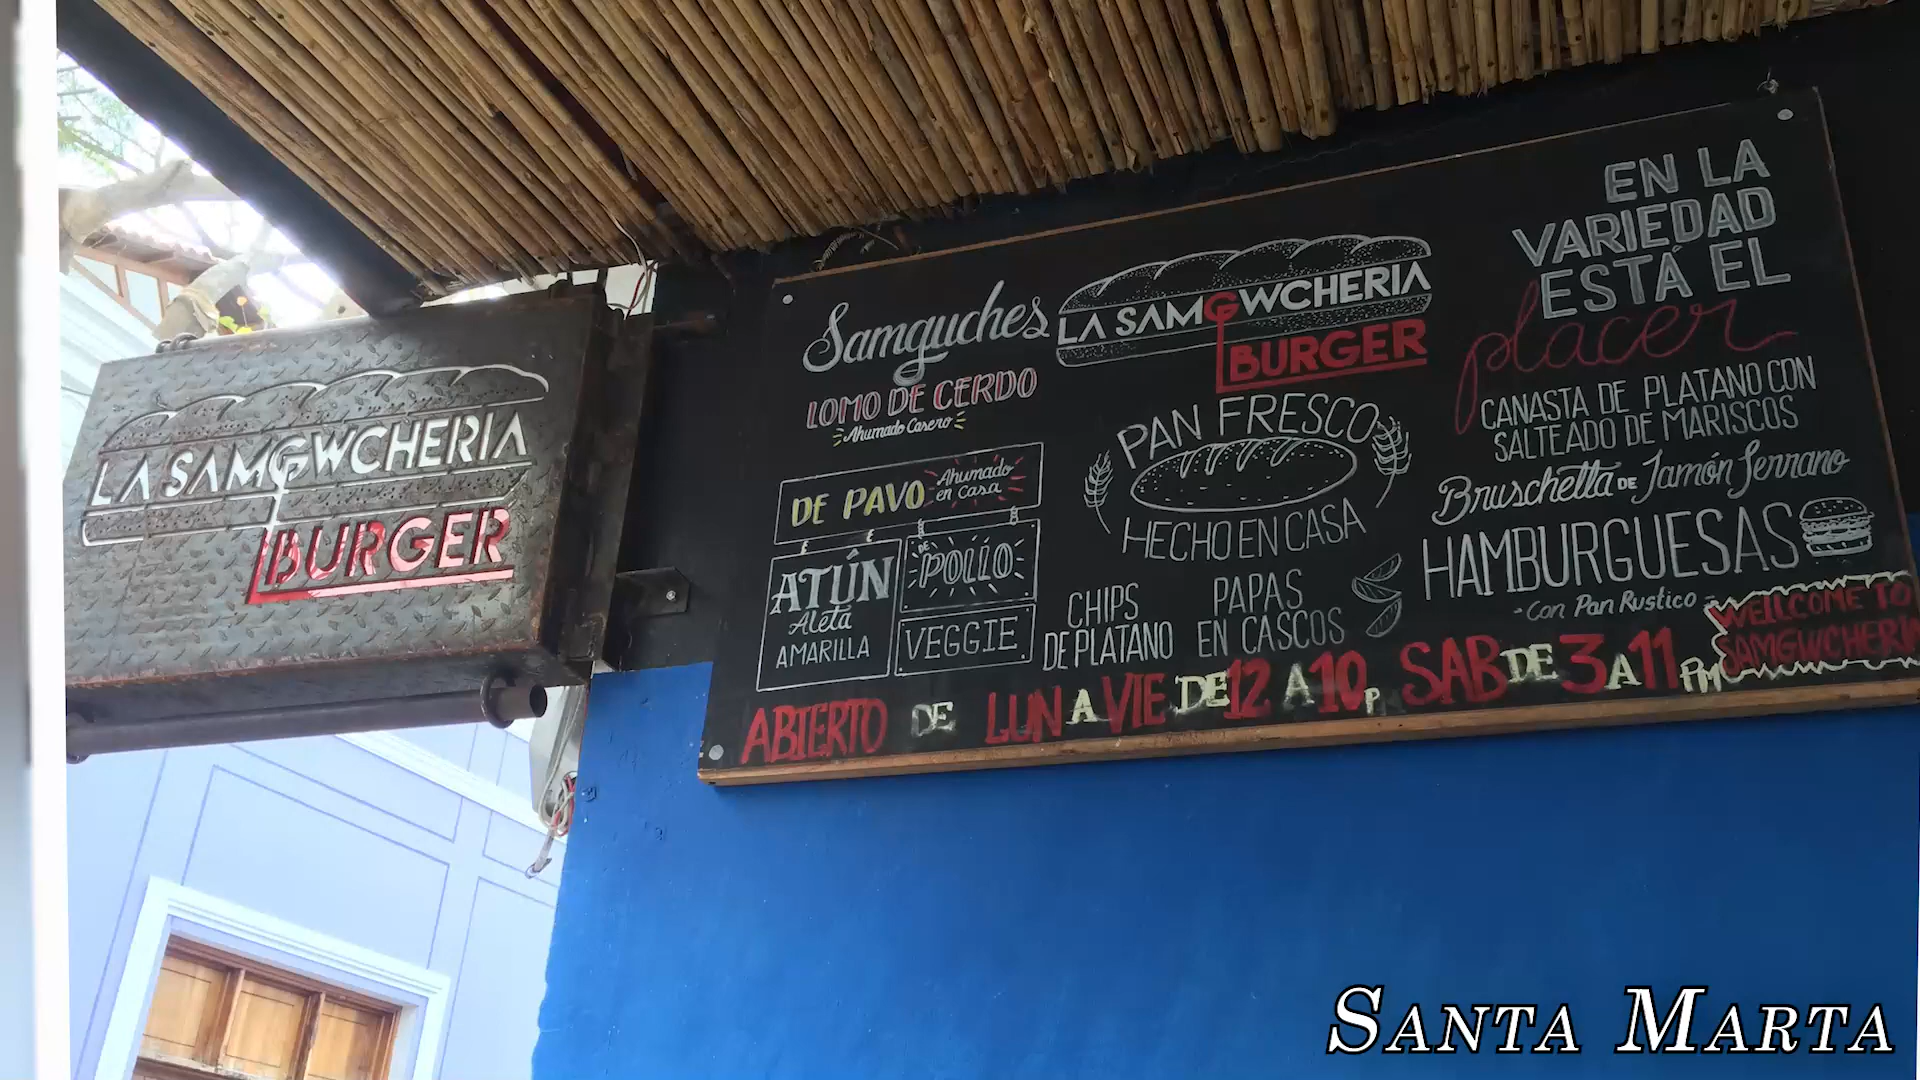 LA SAMGWCHERIA
BURGER
Samguches
LOMO DE CERDO
Ahumado Casero
DE PAVO
Ahumado
en Casa
ATÚN
Aleta
AMARILLA
DE
POLLO
VEGGIE
LA SAMGWCHERIA
BURGER
PAN FRESCO
HECHO EN CASA
CHIPS
DE PLATANO
PAPAS
EN CASCOS
EN LA
VARIEDAD
ESTÁ EL
placer
CANASTA DE PLATANO CON
SALTEADO DE MARISCOS
Bruschetta DE Jamón Serrano
HAMBURGUESAS
- Con Pan Rustico -
WELLCOME TO
SAMGWCHERIA
ABIERTO DE LUN A VIE DE 12 A 10 P SAB DE 3 A 11 PM
SANTA MARTA